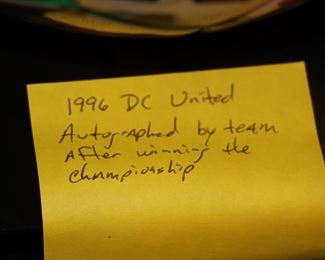 1996 DC United
Autographed by team
After winning the
Championship